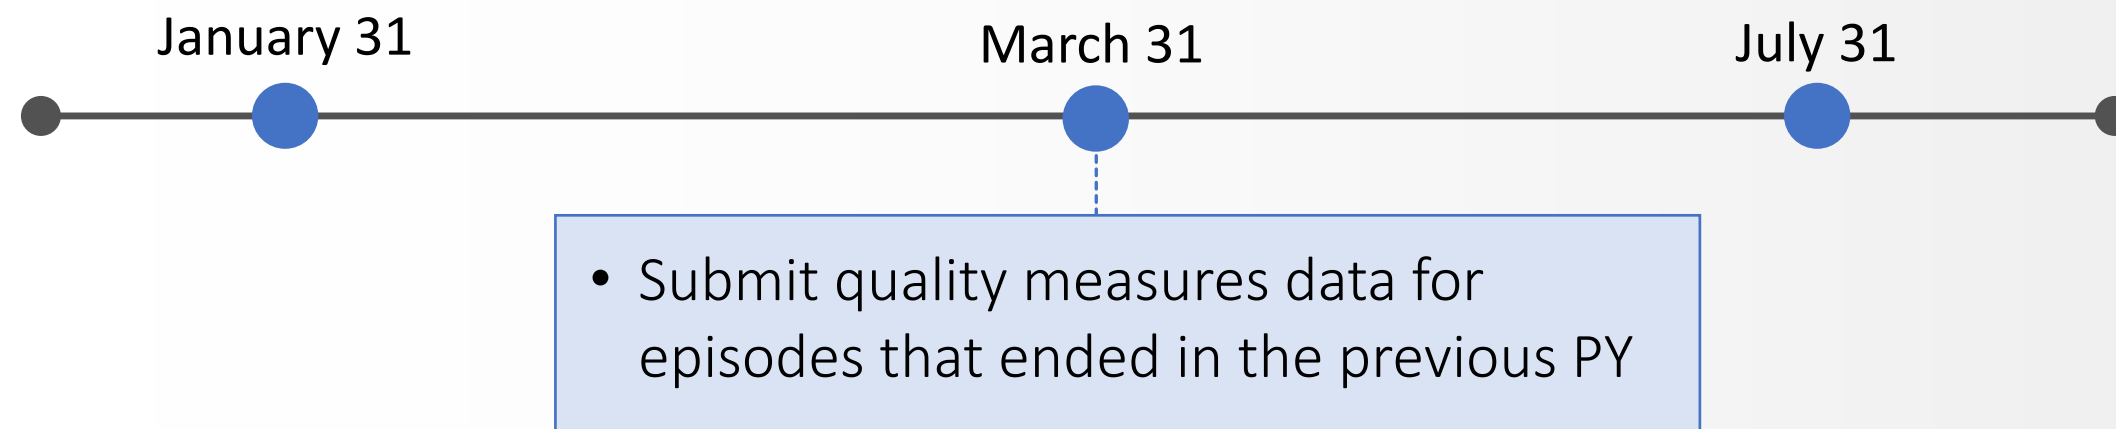 January 31
March 31
July 31
• Submit quality measures data for
episodes that ended in the previous PY